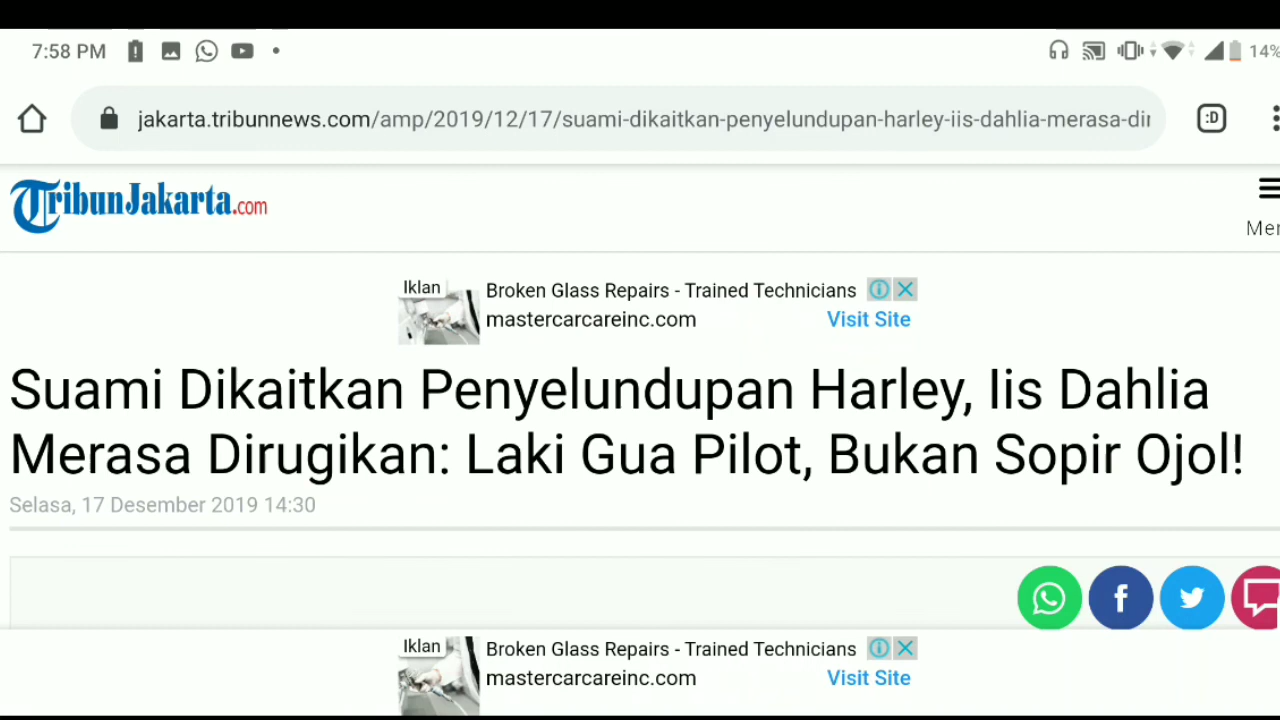 7:58 PM
14%
jakarta.tribunnews.com/amp/2019/12/17/suami-dikaitkan-penyelundupan-harley-iis-dahlia-merasa-dir
:D
TribunJakarta.com
Mer
Iklan
Broken Glass Repairs - Trained Technicians
mastercarcareinc.com
Visit Site
Suami Dikaitkan Penyelundupan Harley, Iis Dahlia
Merasa Dirugikan: Laki Gua Pilot, Bukan Sopir Ojol!
Selasa, 17 Desember 2019 14:30
Iklan
Broken Glass Repairs - Trained Technicians
mastercarcareinc.com
Visit Site